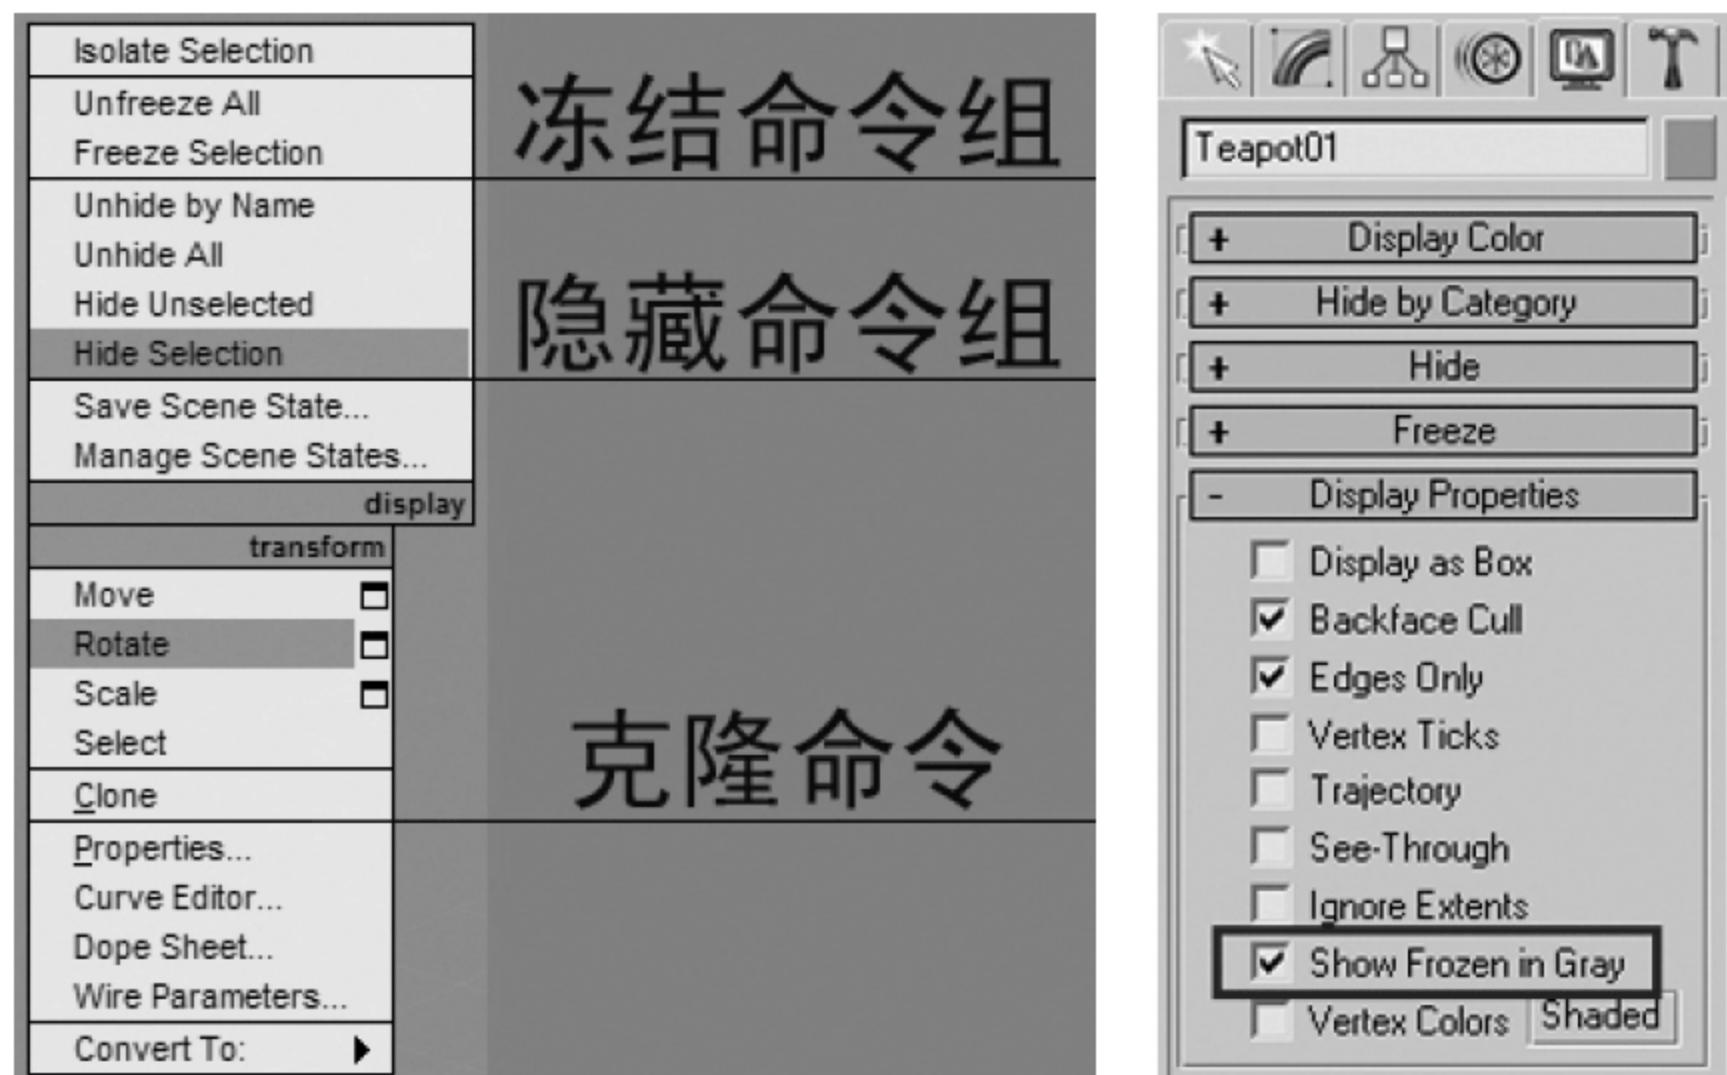 Isolate Selection
Unfreeze All
Freeze Selection
冻结命令组
Unhide by Name
Unhide All
Hide Unselected
Hide Selection
隐藏命令组
Save Scene State...
Manage Scene States...
display
transform
Move
Rotate
Scale
Select
Clone
克隆命令
Properties...
Curve Editor...
Dope Sheet...
Wire Parameters...
Convert To:
Teapot01
+ Display Color
+ Hide by Category
+ Hide
+ Freeze
- Display Properties
Display as Box
Backface Cull
Edges Only
Vertex Ticks
Trajectory
See-Through
Ignore Extents
Show Frozen in Gray
Vertex Colors Shaded